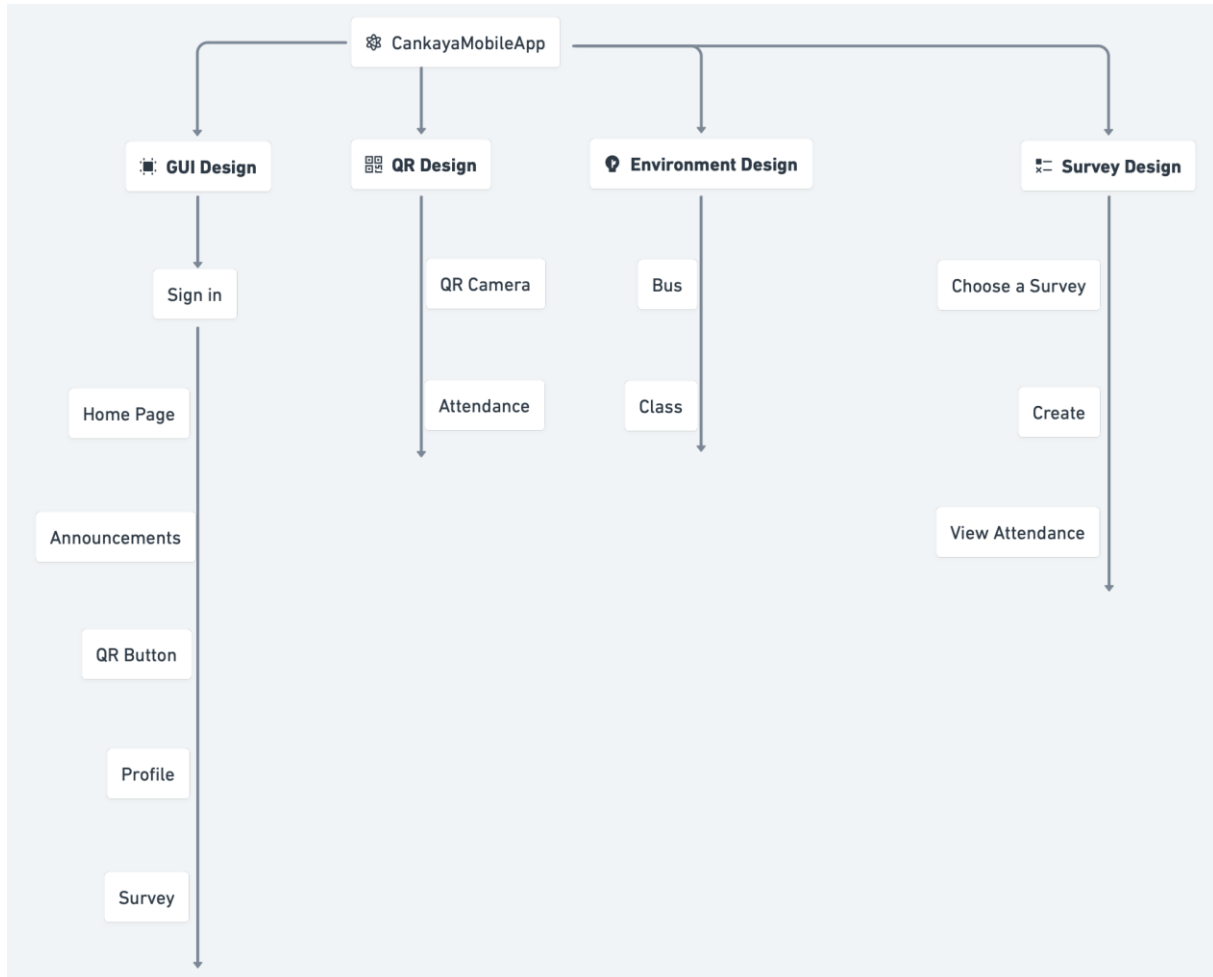 CankayaMobileApp
GUI Design
QR Design
Environment Design
Survey Design
Sign in
QR Camera
Bus
Choose a Survey
Home Page
Attendance
Class
Create
Announcements
View Attendance
QR Button
Profile
Survey